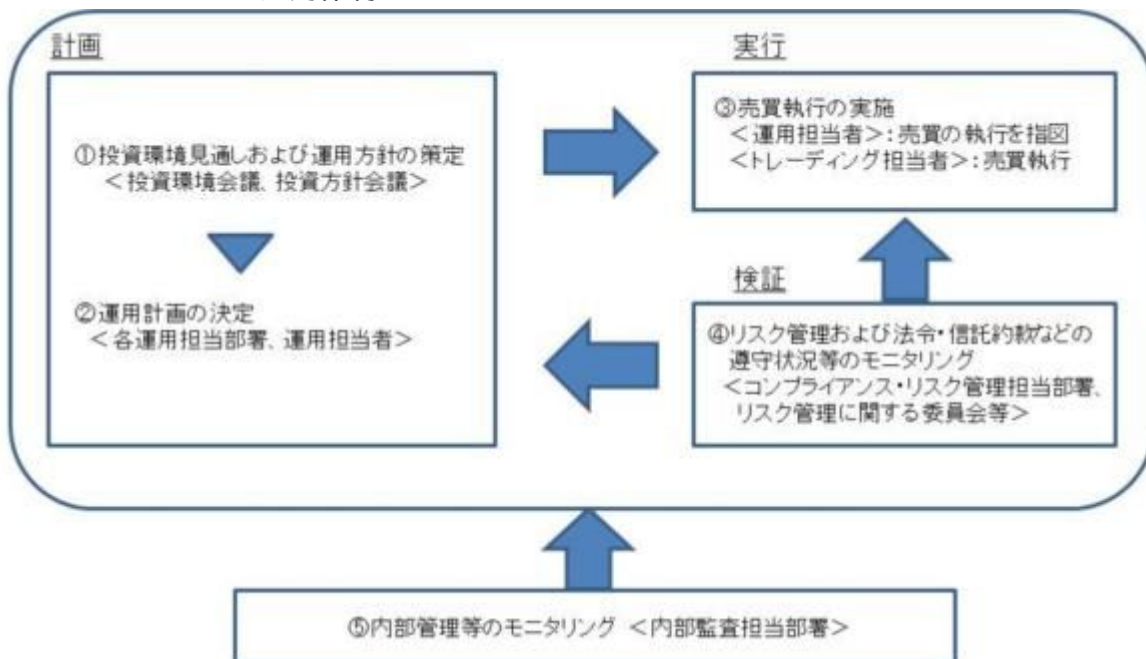 計画
①投資環境見通しおよび運用方針の策定
＜投資環境会議、投資方針会議＞
②運用計画の決定
＜各運用担当部署、運用担当者＞
実行
③売買執行の実施
＜運用担当者＞：売買の執行を指図
＜トレーディング担当者＞：売買執行
検証
④リスク管理および法令・信託約款などの
遵守状況等のモニタリング
＜コンプライアンス・リスク管理担当部署、
リスク管理に関する委員会等＞
⑤内部管理等のモニタリング ＜内部監査担当部署＞